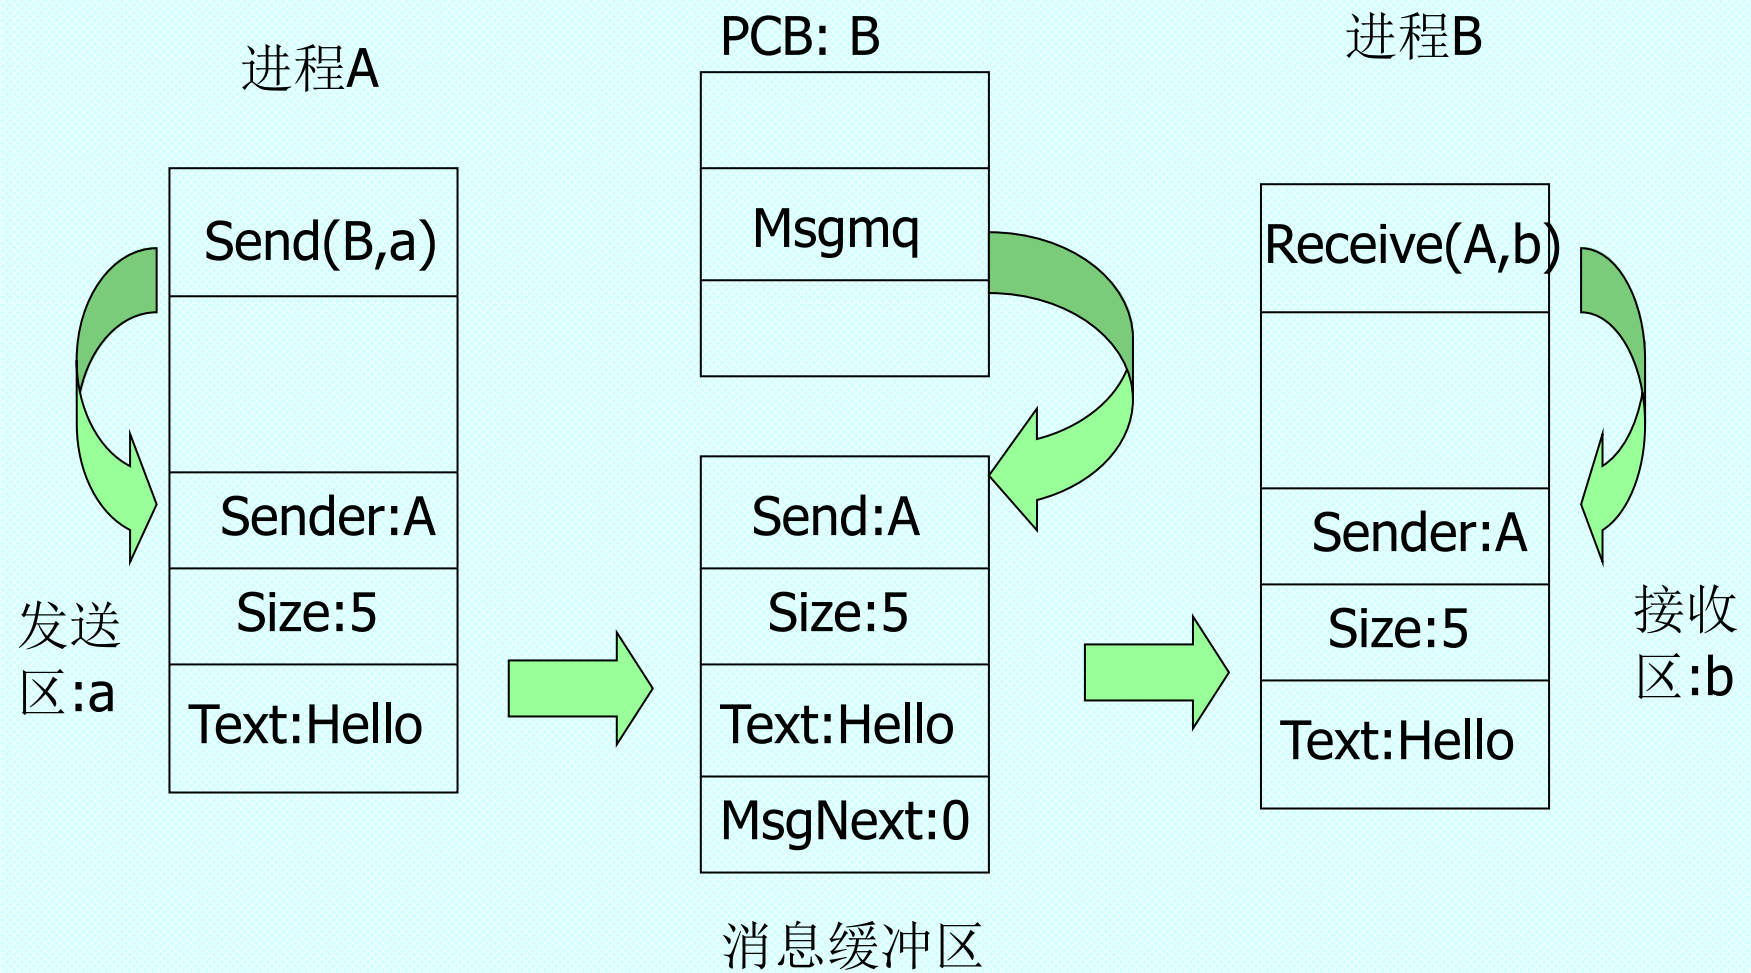 进程A
Send(B,a)
Sender:A
Size:5
Text:Hello
发送
区:a
PCB: B
Msgmq
Send:A
Size:5
Text:Hello
MsgNext:0
消息缓冲区
进程B
Receive(A,b)
Sender:A
Size:5
Text:Hello
接收
区:b